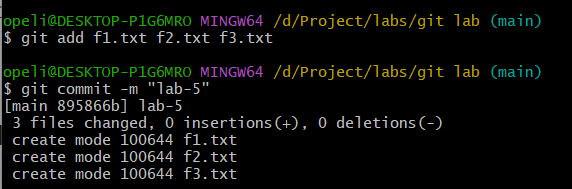 opeli@DESKTOP-P1G6MRO MINGW64 /d/Project/labs/git lab (main)
$ git add f1.txt f2.txt f3.txt
opeli@DESKTOP-P1G6MRO MINGW64 /d/Project/labs/git lab (main)
$ git commit -m "lab-5"
[main 895866b] lab-5
 3 files changed, 0 insertions(+), 0 deletions(-)
 create mode 100644 f1.txt
 create mode 100644 f2.txt
 create mode 100644 f3.txt